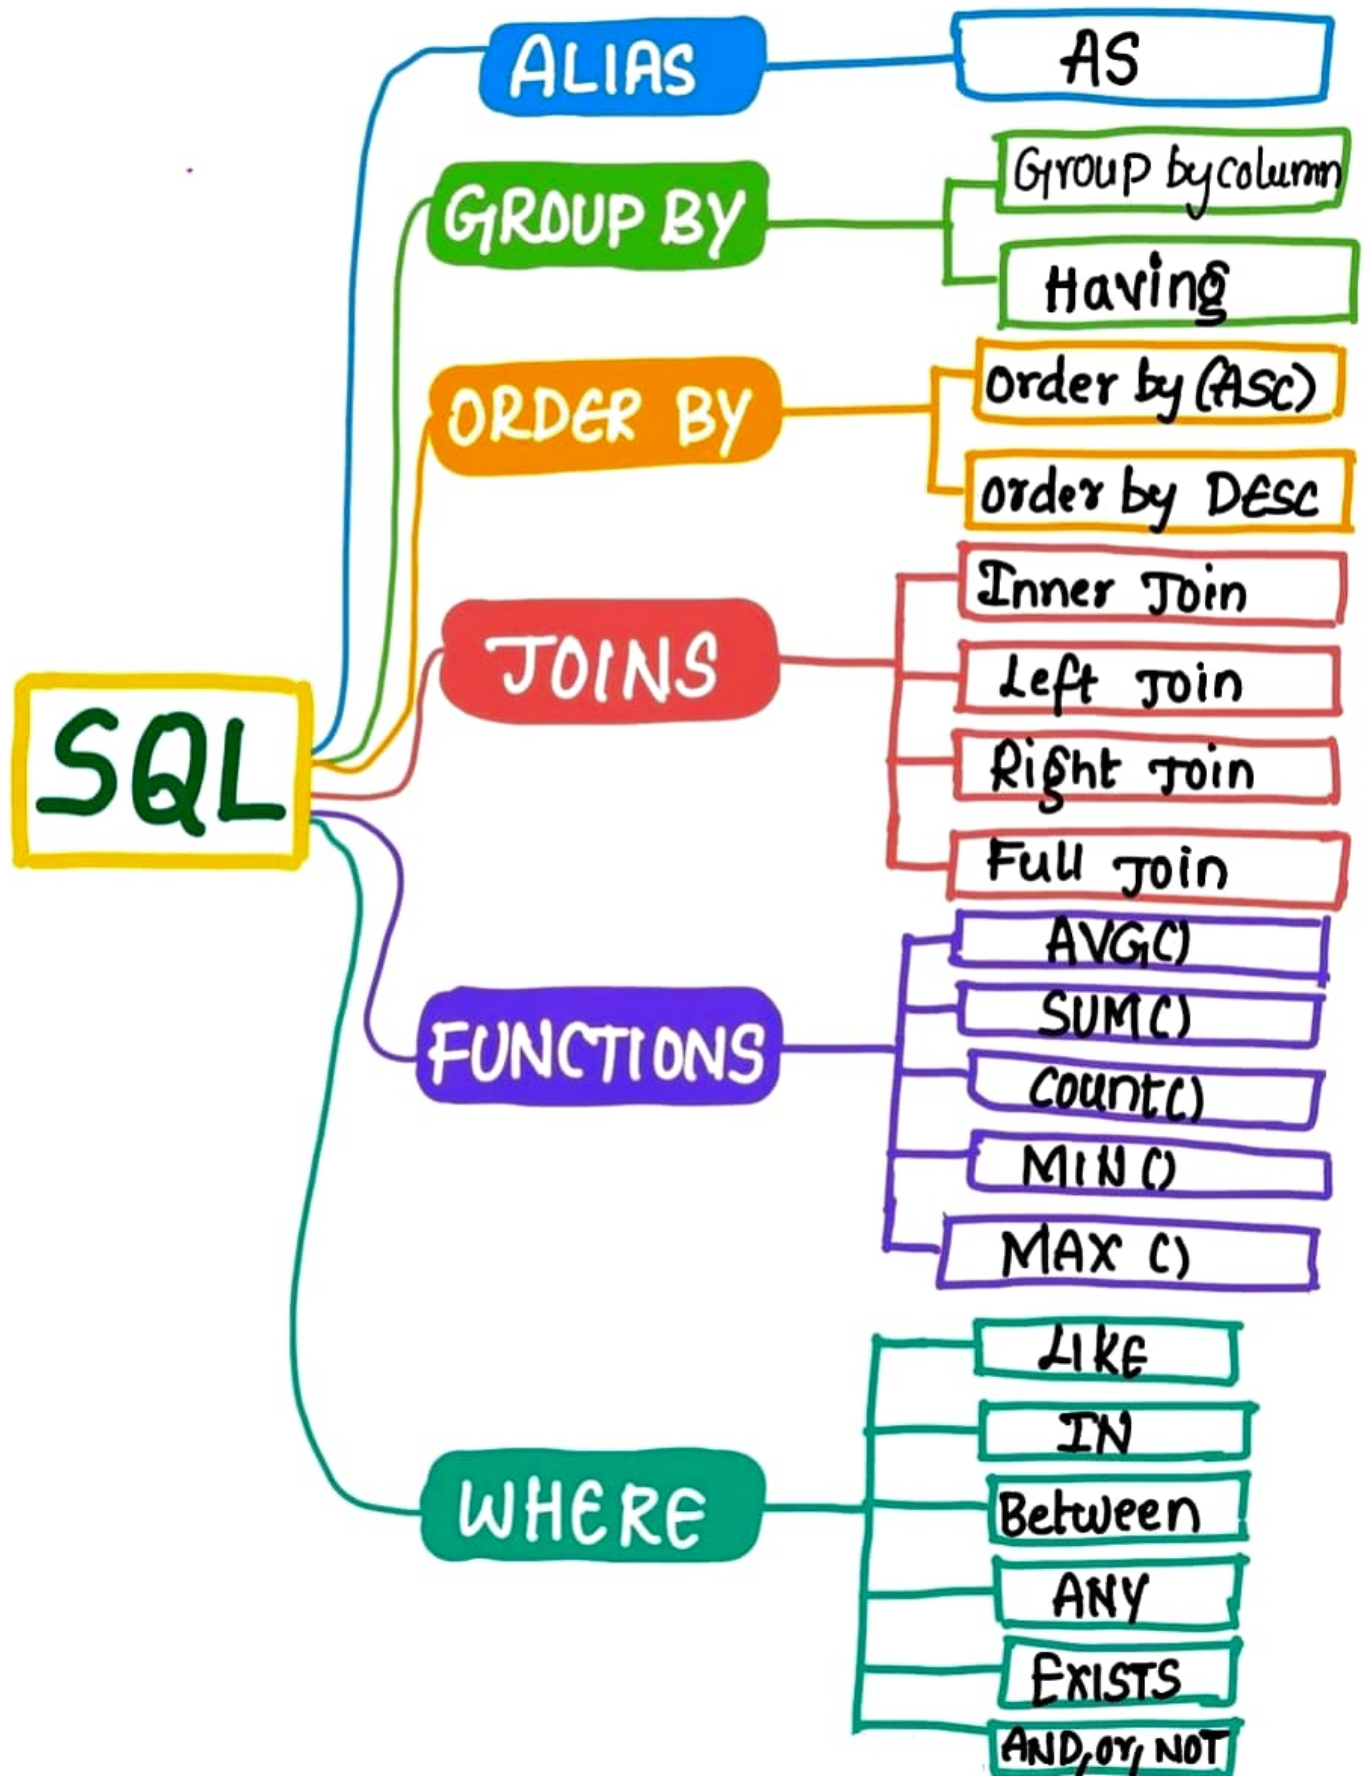 ALIAS
AS
GROUP BY
Group by column
Having
ORDER BY
order by (ASC)
order by DESC
JOINS
Inner Join
Left Join
Right Join
Full Join
SQL
FUNCTIONS
AVG()
SUM()
count()
MIN()
MAX ()
WHERE
LIKE
IN
Between
ANY
EXISTS
AND, or, NOT